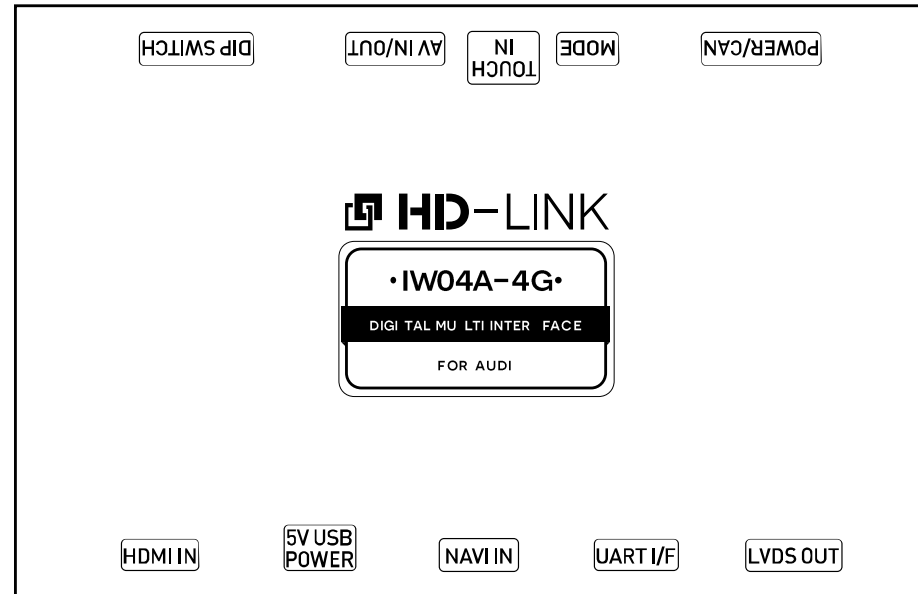 DIP SWITCH
AV IN/OUT
TOUCH
IN
MODE
POWER/CAN
HD-LINK
•IW04A-4G•
DIGI TAL MU LTI INTER FACE
FOR AUDI
HDMI IN
5V USB
POWER
NAVI IN
UART I/F
LVDS OUT